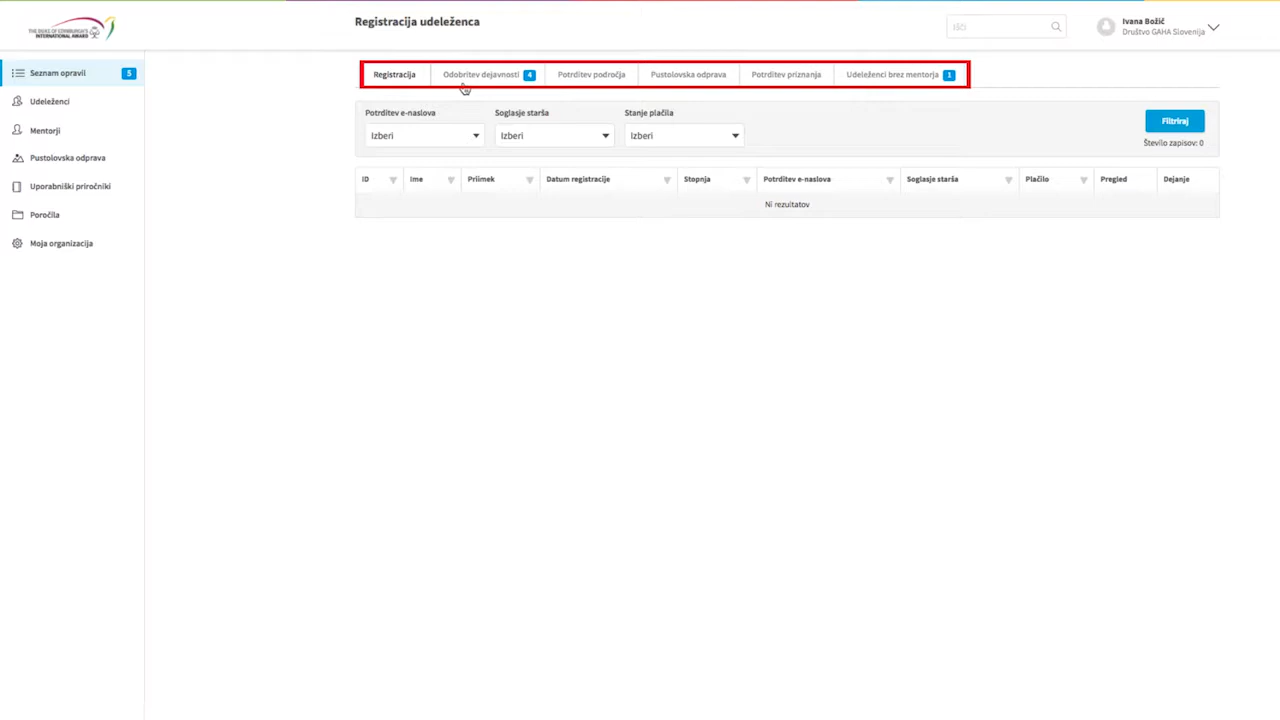 THE DUKE OF EDINBURGH'S
INTERNATIONAL AWARD
Registracija udeleženca
Išči
Ivana Božič
Društvo GAHA Slovenija
Seznam opravil 5
Udeleženci
Mentorji
Pustolovska odprava
Uporabniški priročniki
Poročila
Moja organizacija
Registracija Odobritev dejavnosti 4 Potrditev področja Pustolovska odprava Potrditev priznanja Udeleženci brez mentorja 1
Potrditev e-naslova Soglasje starša Stanje plačila
Izberi Izberi Izberi
Filtriraj
Število zapisov: 0
ID Ime Priimek Datum registracije Stopnja Potrditev e-naslova Soglasje starša Plačilo Pregled Dejanje
Ni rezultatov